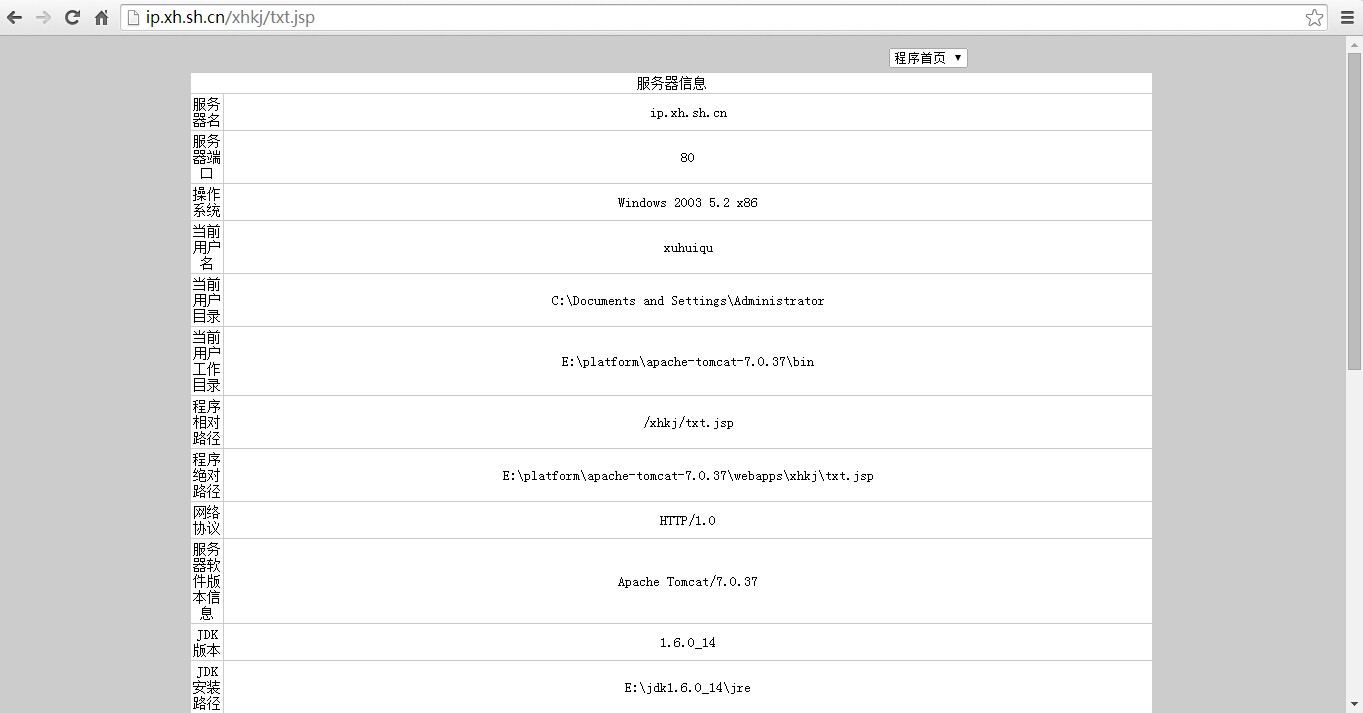 ip.xh.sh.cn/xhkj/txt.jsp
程序首页
服务器信息
服务
器名
ip.xh.sh.cn
服务
器端
口
80
操作
系统
Windows 2003 5.2 x86
当前
用户
名
xuhuiqu
当前
用户
目录
C:\Documents and Settings\Administrator
当前
用户
工作
目录
E:\platform\apache-tomcat-7.0.37\bin
程序
相对
路径
/xhkj/txt.jsp
程序
绝对
路径
E:\platform\apache-tomcat-7.0.37\webapps\xhkj\txt.jsp
网络
协议
HTTP/1.0
服务
器软
件版
本信
息
Apache Tomcat/7.0.37
JDK
版本
1.6.0_14
JDK
安装
路径
E:\jdk1.6.0_14\jre